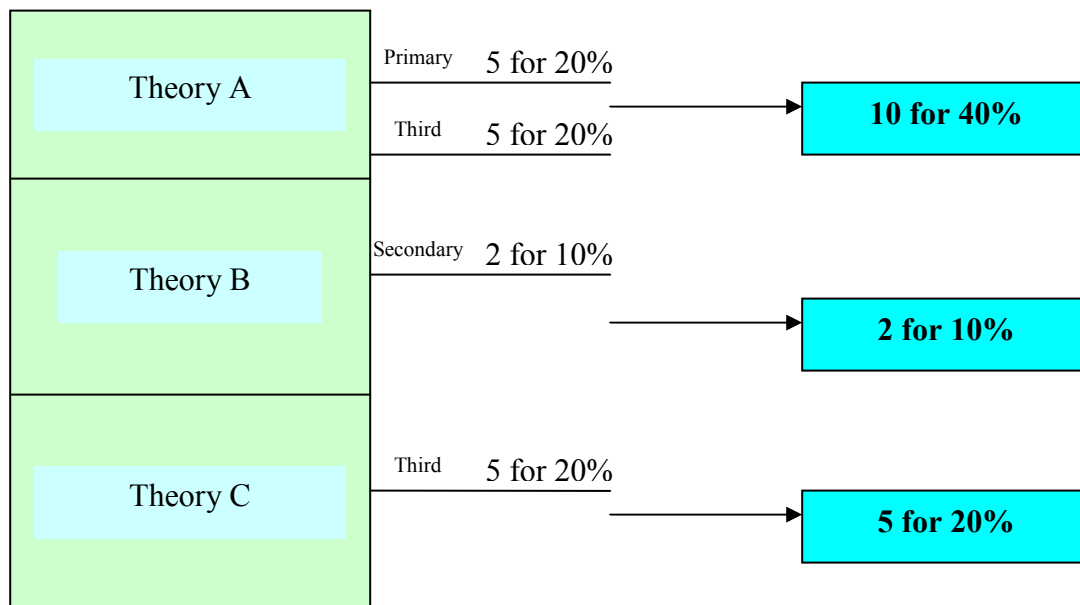 Theory A
Primary 5 for 20%
Third 5 for 20%
10 for 40%
Theory B
Secondary 2 for 10%
2 for 10%
Theory C
Third 5 for 20%
5 for 20%